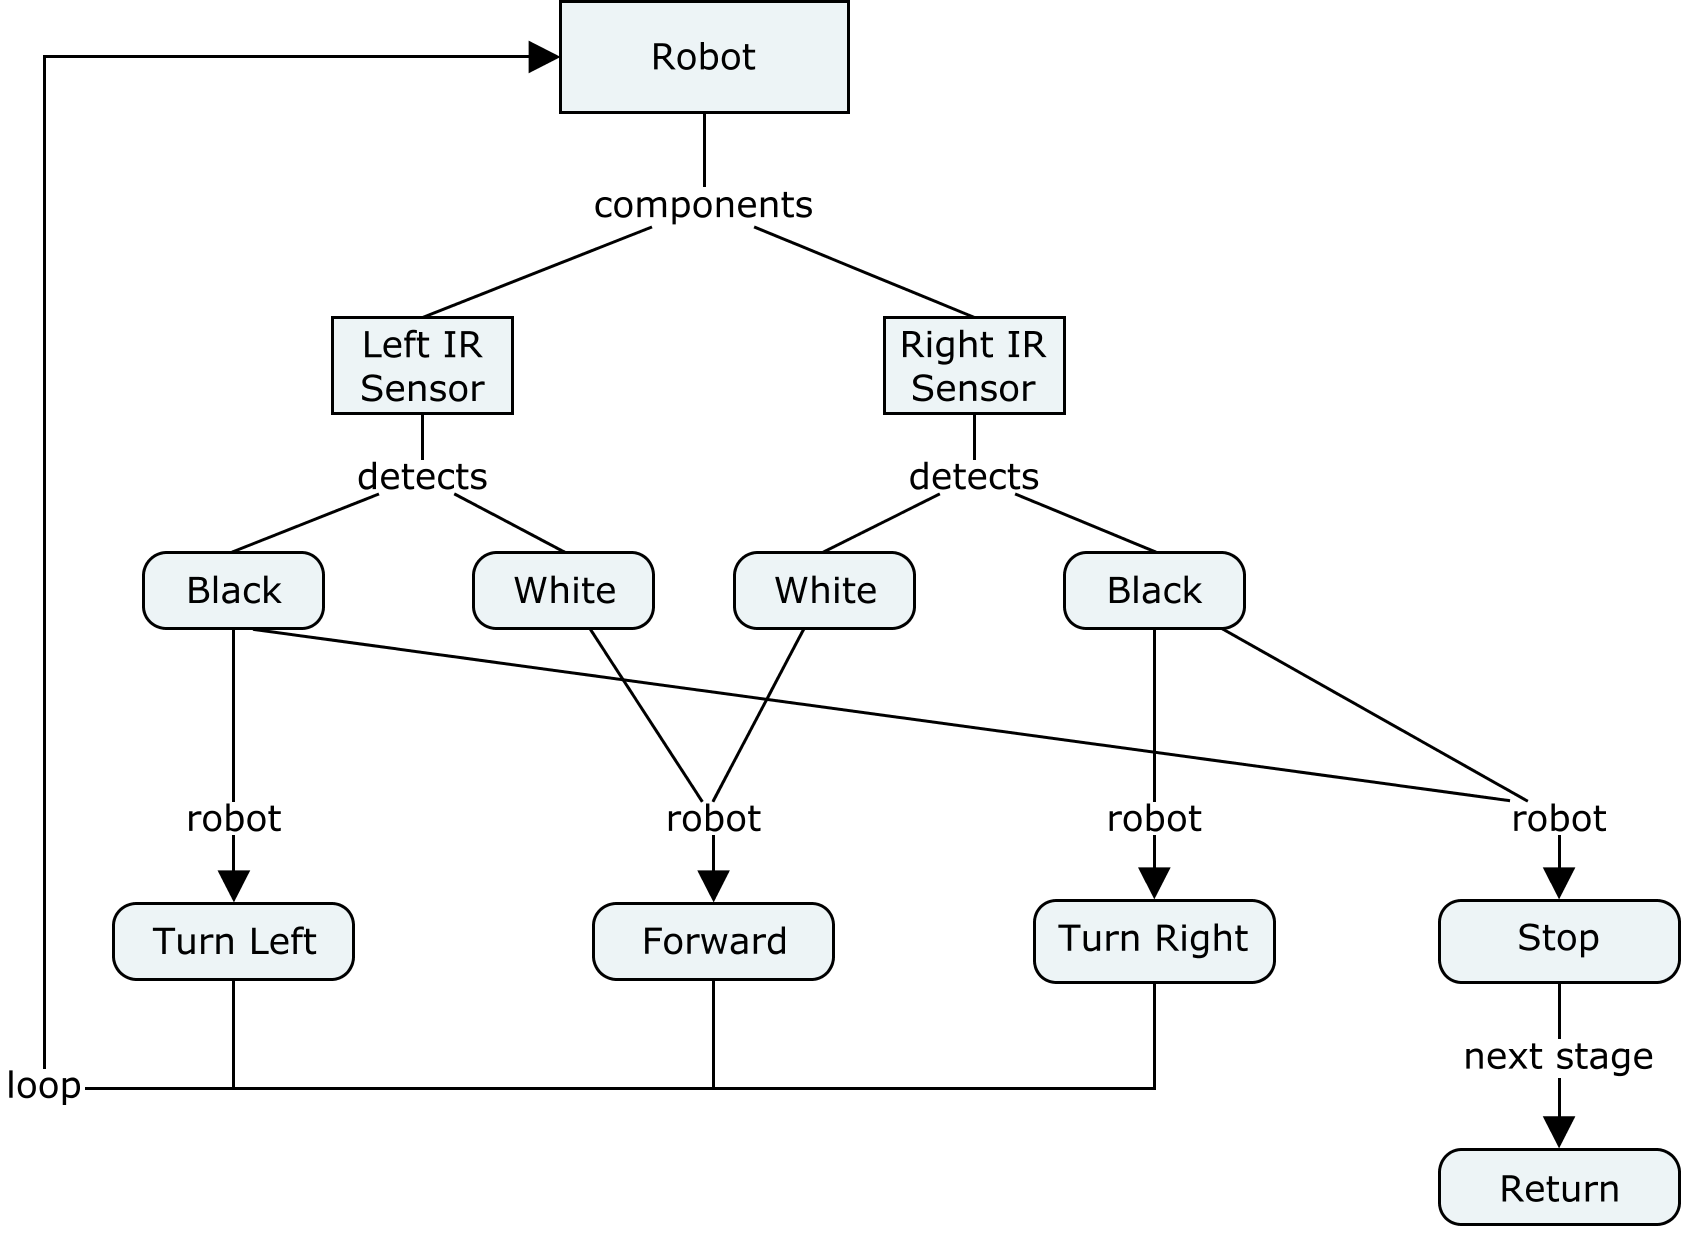 Robot
components
Left IR
Sensor
Right IR
Sensor
detects
detects
Black
White
White
Black
robot
robot
robot
robot
Turn Left
Forward
Turn Right
Stop
next stage
loop
Return